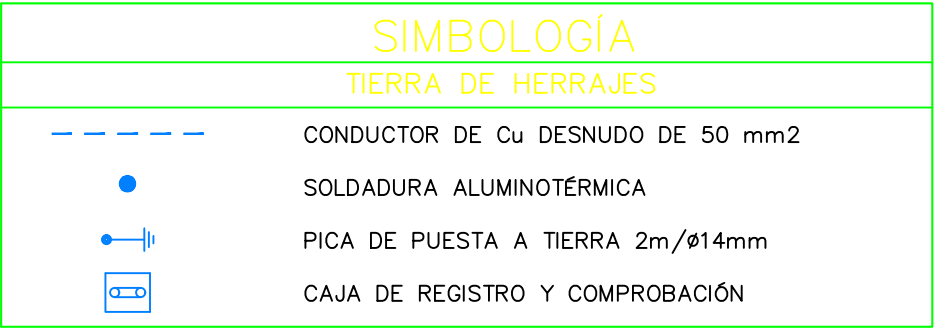 SIMBOLOGÍA
TIERRA DE HERRAJES
CONDUCTOR DE Cu DESNUDO DE 50 mm2
SOLDADURA ALUMINOTÉRMICA
PICA DE PUESTA A TIERRA 2m/ø14mm
CAJA DE REGISTRO Y COMPROBACIÓN